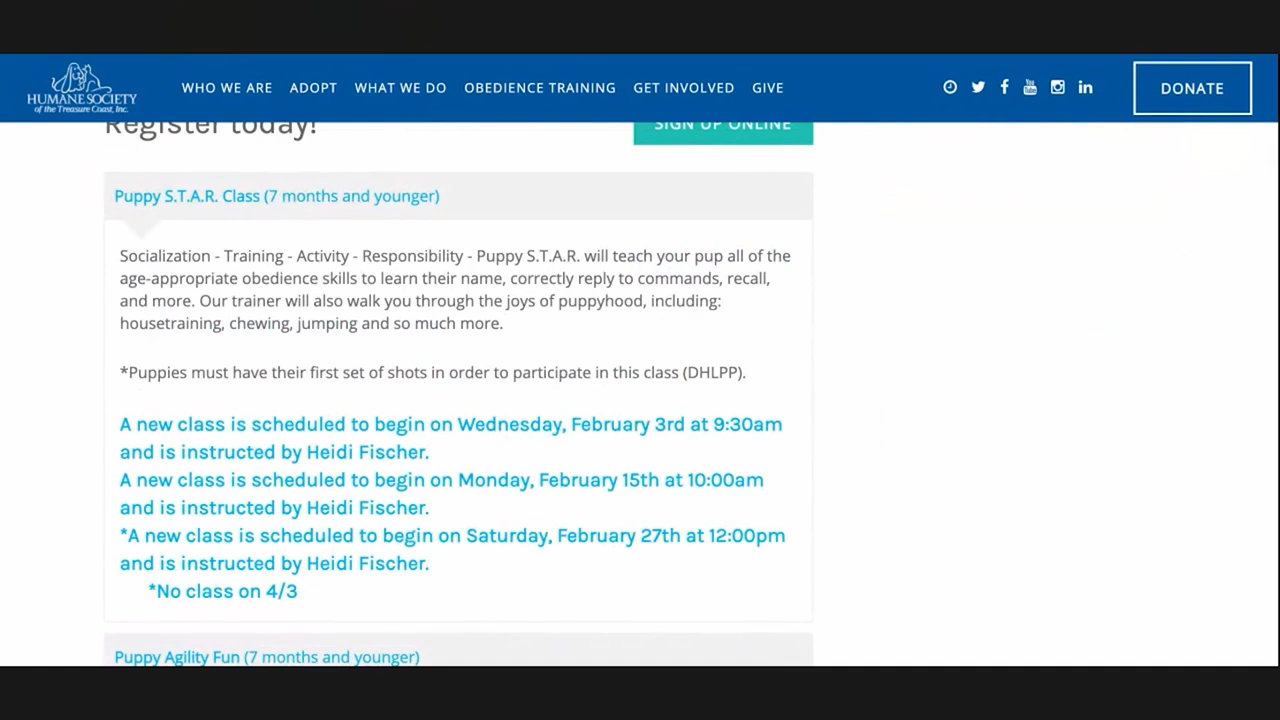 HUMANE SOCIETY
of the Treasure Coast, Inc.
WHO WE ARE
ADOPT
WHAT WE DO
OBEDIENCE TRAINING
GET INVOLVED
GIVE
DONATE
Register today!
SIGN UP ONLINE
Puppy S.T.A.R. Class (7 months and younger)
Socialization - Training - Activity - Responsibility - Puppy S.T.A.R. will teach your pup all of the
age-appropriate obedience skills to learn their name, correctly reply to commands, recall,
and more. Our trainer will also walk you through the joys of puppyhood, including:
housetraining, chewing, jumping and so much more.
*Puppies must have their first set of shots in order to participate in this class (DHLPP).
A new class is scheduled to begin on Wednesday, February 3rd at 9:30am
and is instructed by Heidi Fischer.
A new class is scheduled to begin on Monday, February 15th at 10:00am
and is instructed by Heidi Fischer.
*A new class is scheduled to begin on Saturday, February 27th at 12:00pm
and is instructed by Heidi Fischer.
*No class on 4/3
Puppy Agility Fun (7 months and younger)